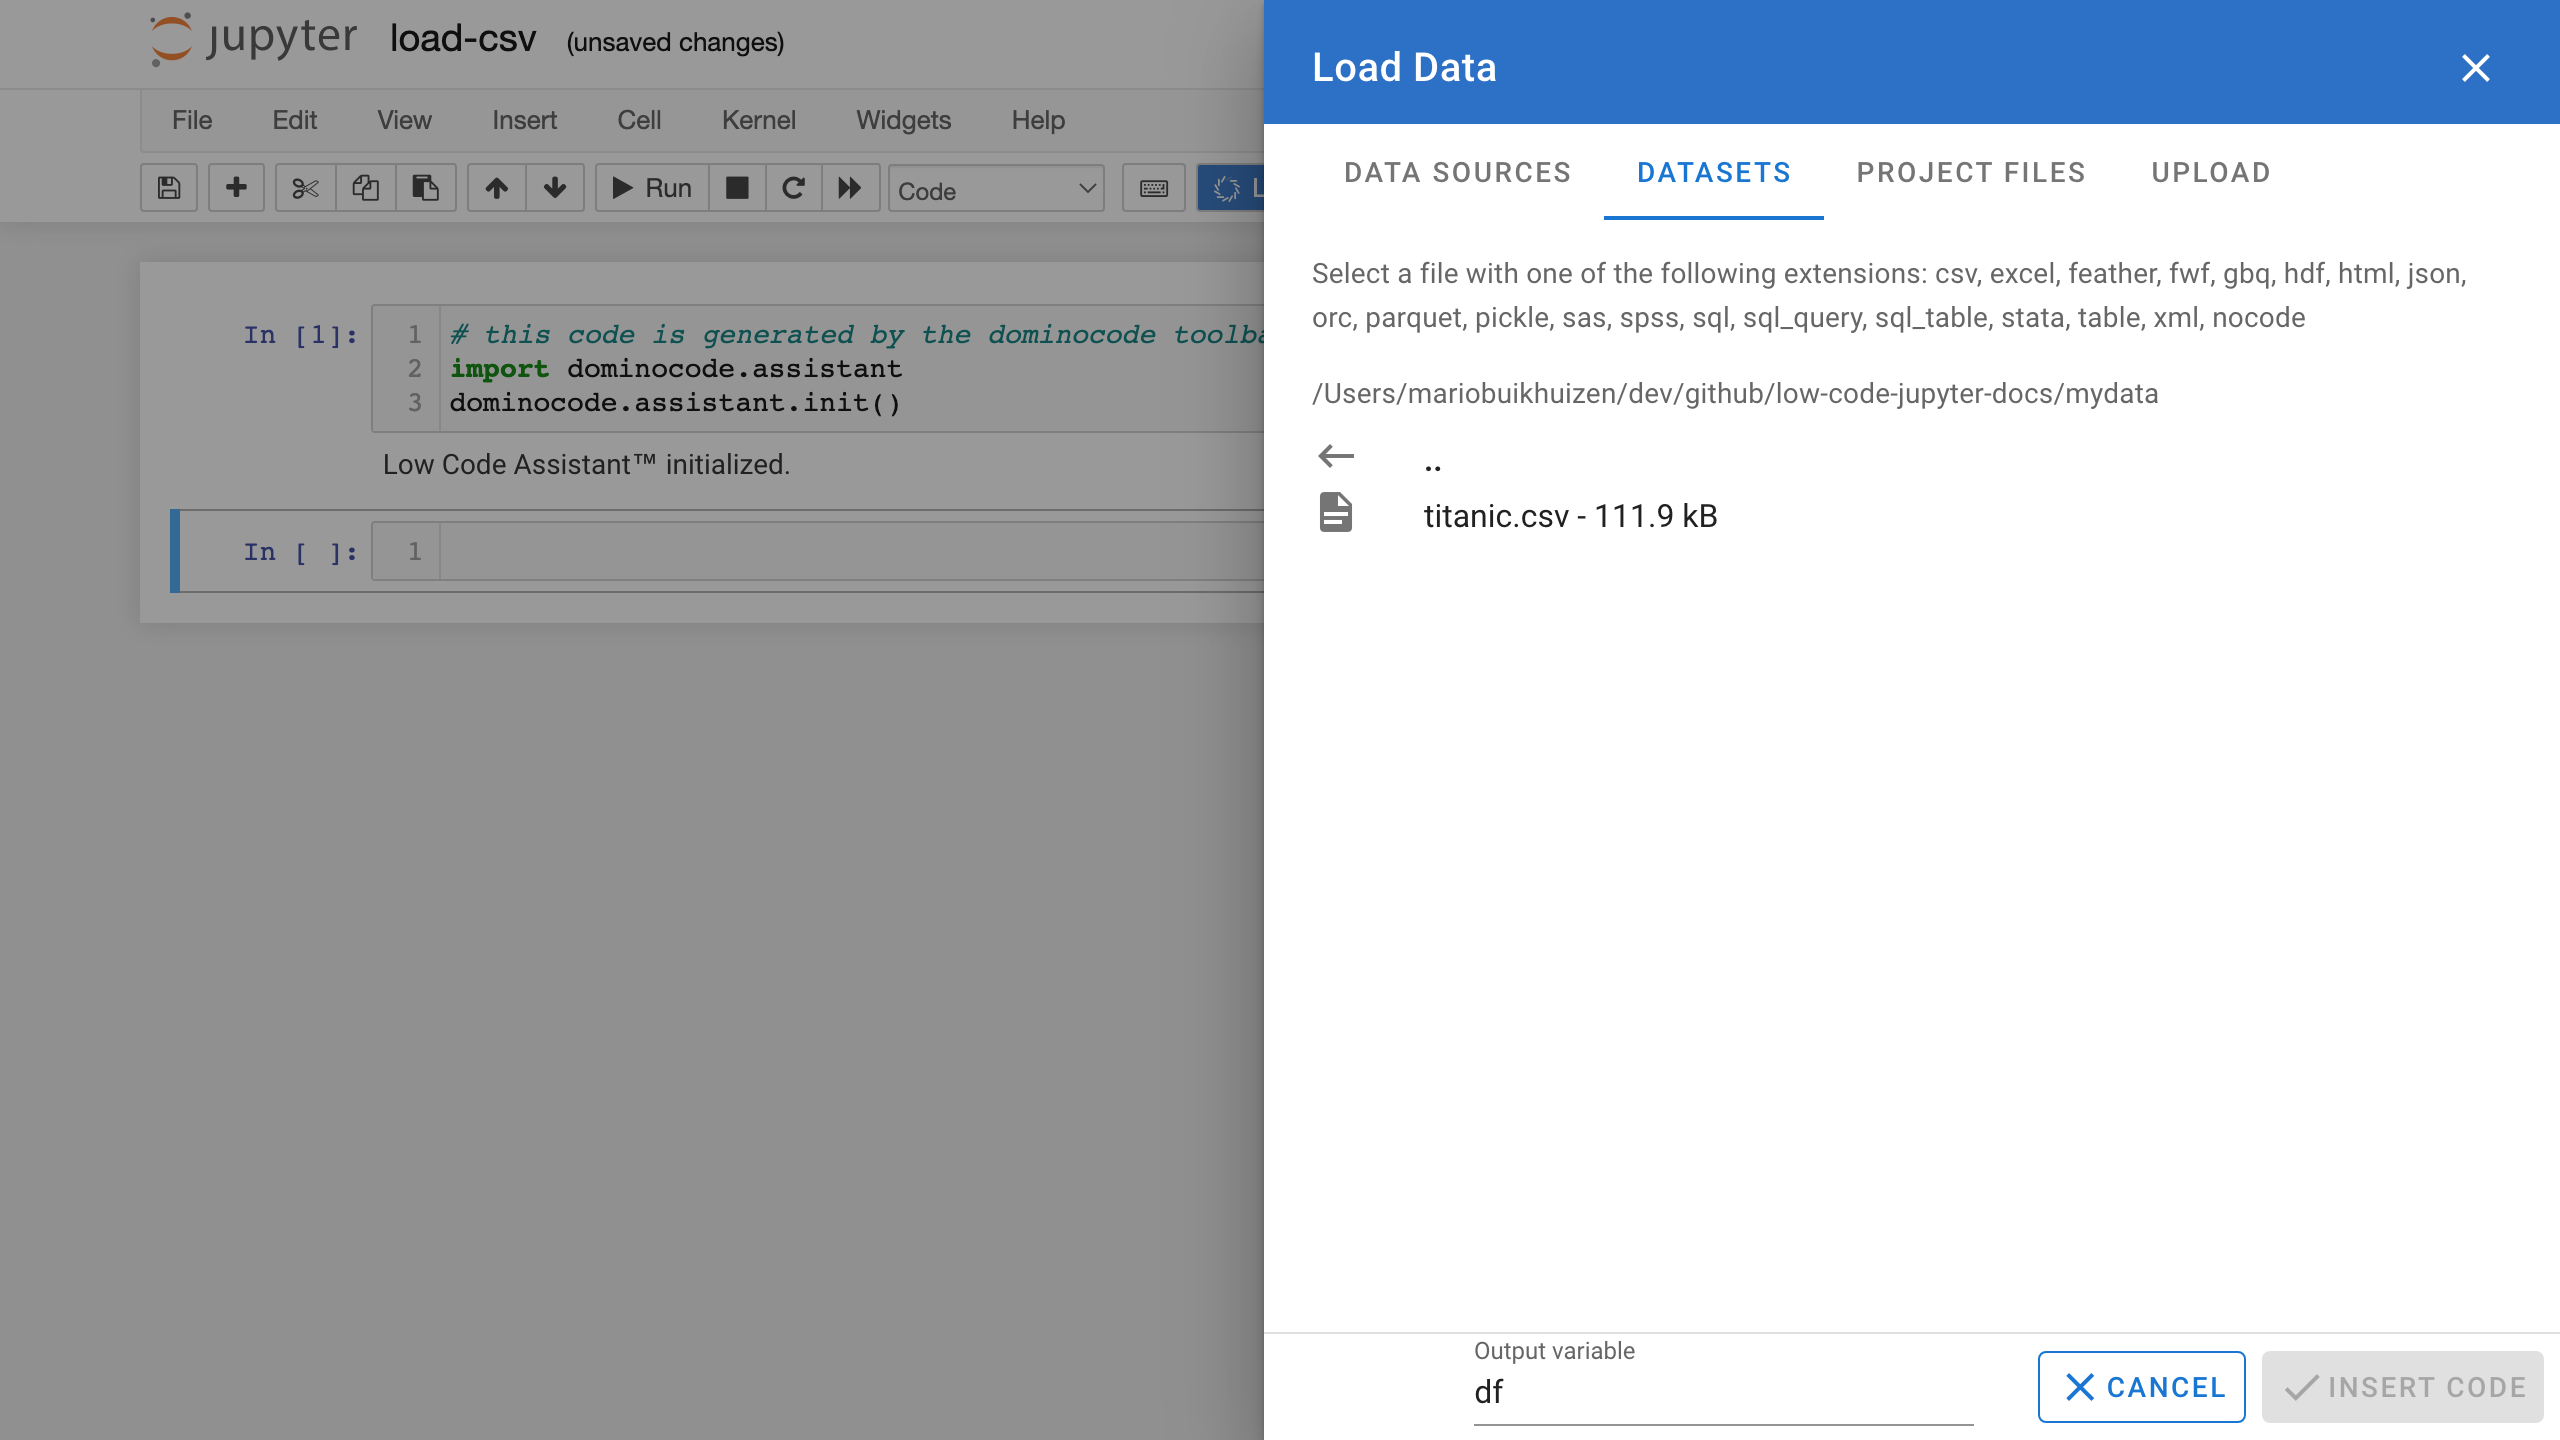 jupyter load-csv (unsaved changes)
File Edit View Insert Cell Kernel Widgets Help
Run Code
In [1]: 1 # this code is generated by the dominocode
2 import dominocode.assistant
3 dominocode.assistant.init()
Low Code Assistant™ initialized.
In [ ]: 1
Load Data
DATA SOURCES DATASETS PROJECT FILES UPLOAD
Select a file with one of the following extensions: csv, excel, feather, fwf, gbq, hdf, html, json,
orc, parquet, pickle, sas, spss, sql, sql_query, sql_table, stata, table, xml, nocode
/Users/mariobuikhuizen/dev/github/low-code-jupyter-docs/mydata
..
titanic.csv - 111.9 kB
Output variable
df
CANCEL INSERT CODE